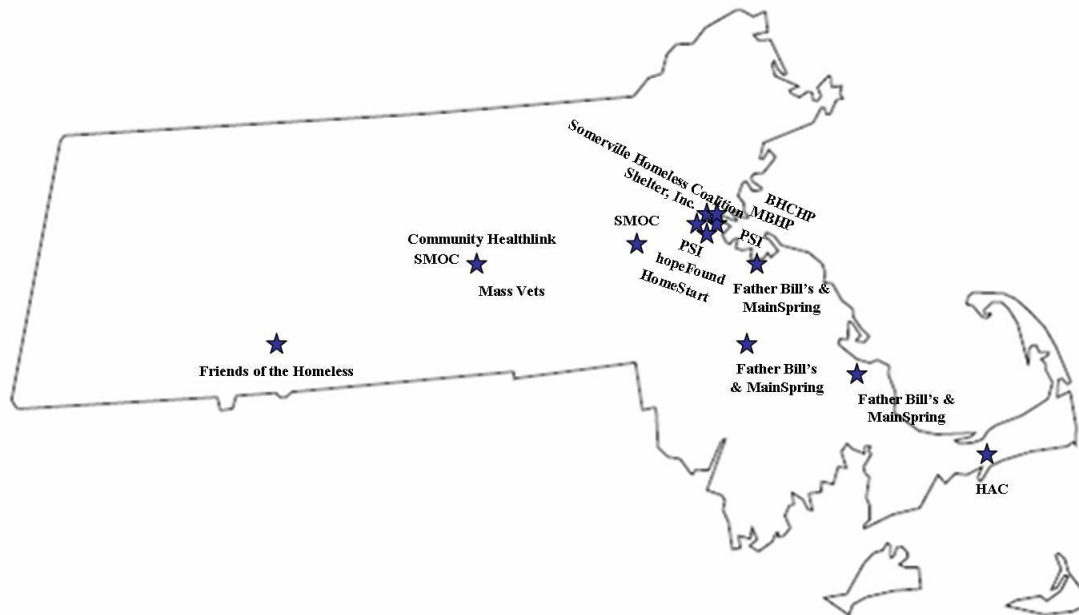 Somerville Homeless Coalition
Shelter, Inc.
BHCHP
MBHP
PSI
SMOC
PSI
hopeFound
HomeStart
Community Healthlink
SMOC
Mass Vets
Father Bill's &
MainSpring
Friends of the Homeless
Father Bill's
& MainSpring
Father Bill's &
MainSpring
HAC